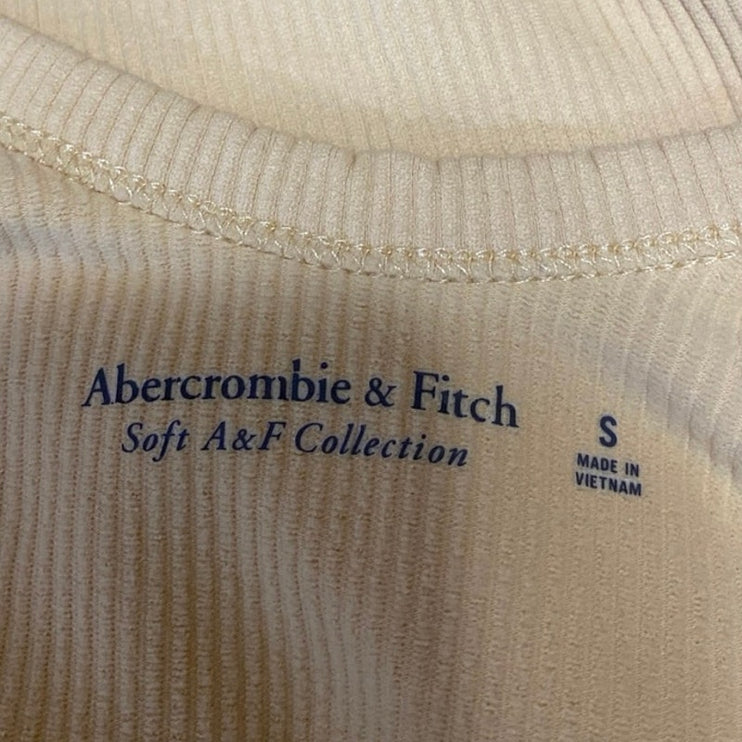 Abercrombie & Fitch
Soft A&F Collection
S
MADE IN
VIETNAM